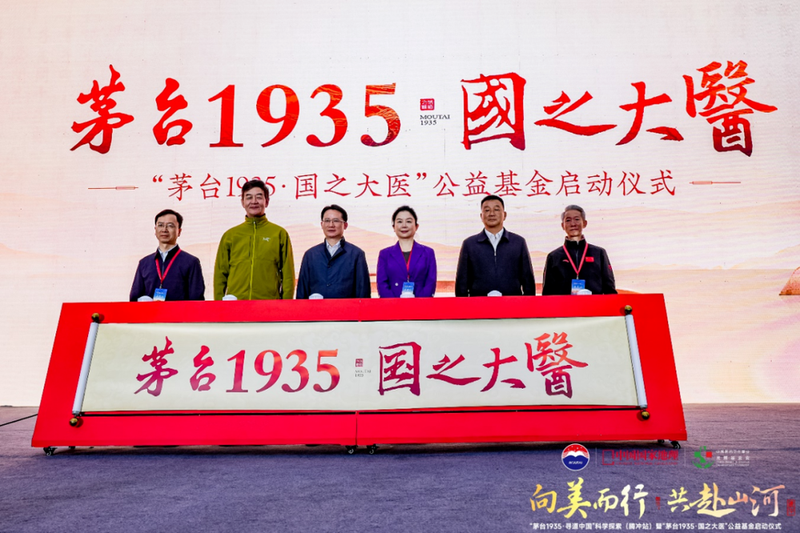 茅台1935·國之大醫
MOUTAI
1935
“茅台1935·国之大医”公益基金启动仪式
茅台1935·国之大醫
向美而行 共赴山河
“茅台1935·寻道中国”科学探索（腾冲站）暨“茅台1935·国之大医”公益基金启动仪式